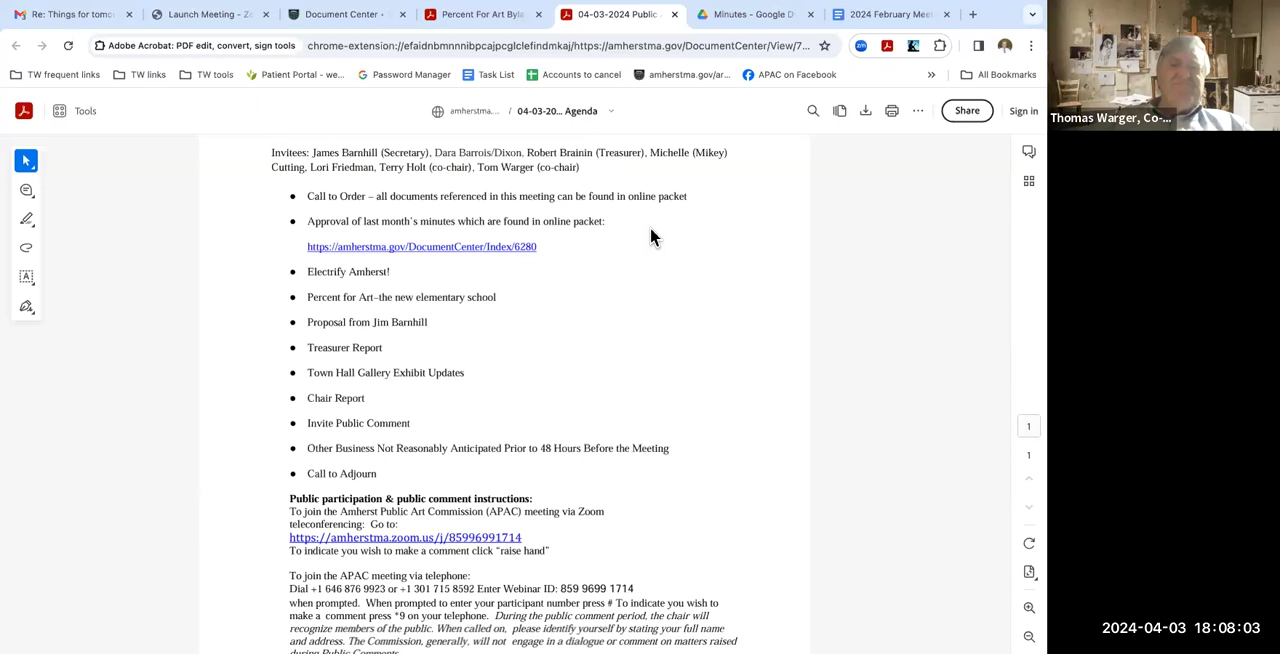 Re: Things for tomo
Launch Meeting - Z
Document Center •
Percent For Art Byla
04-03-2024 Public
Minutes - Google D
2024 February Meet
Adobe Acrobat: PDF edit, convert, sign tools
chrome-extension://efaidnbmnnnibpcajpcglclefindmkaj/https://amherstma.gov/DocumentCenter/View/7...
TW frequent links
TW links
TW tools
Patient Portal - we...
Password Manager
Task List
Accounts to cancel
amherstma.gov/ar...
APAC on Facebook
»
All Bookmarks
Tools
amherstma....
/ 04-03-20... Agenda
Share
Sign in
Thomas Warger, Co-...
Invitees: James Barnhill (Secretary), Dara Barrois/Dixon, Robert Brainin (Treasurer), Michelle (Mikey)
Cutting, Lori Friedman, Terry Holt (co-chair), Tom Warger (co-chair)
● Call to Order – all documents referenced in this meeting can be found in online packet
● Approval of last month's minutes which are found in online packet:
https://amherstma.gov/DocumentCenter/Index/6280
● Electrify Amherst!
● Percent for Art–the new elementary school
● Proposal from Jim Barnhill
● Treasurer Report
● Town Hall Gallery Exhibit Updates
● Chair Report
● Invite Public Comment
● Other Business Not Reasonably Anticipated Prior to 48 Hours Before the Meeting
● Call to Adjourn
Public participation & public comment instructions:
To join the Amherst Public Art Commission (APAC) meeting via Zoom
teleconferencing: Go to:
https://amherstma.zoom.us/j/85996991714
To indicate you wish to make a comment click “raise hand”
To join the APAC meeting via telephone:
Dial +1 646 876 9923 or +1 301 715 8592 Enter Webinar ID: 859 9699 1714
when prompted. When prompted to enter your participant number press # To indicate you wish to
make a comment press *9 on your telephone. During the public comment period, the chair will
recognize members of the public. When called on, please identify yourself by stating your full name
and address. The Commission, generally, will not engage in a dialogue or comment on matters raised
during Public Comments.
1
1
2024-04-03 18:08:03